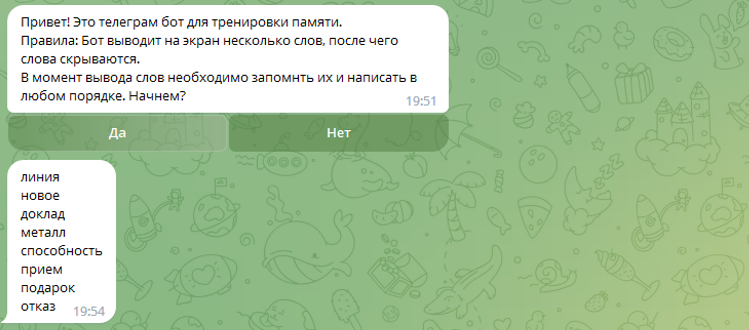 Привет! Это телеграм бот для тренировки памяти.
Правила: Бот выводит на экран несколько слов, после чего
слова скрываются.
В момент вывода слов необходимо запомнть их и написать в
любом порядке. Начнем?
19:51
Да
Нет
линия
новое
доклад
металл
способность
прием
подарок
отказ
19:54